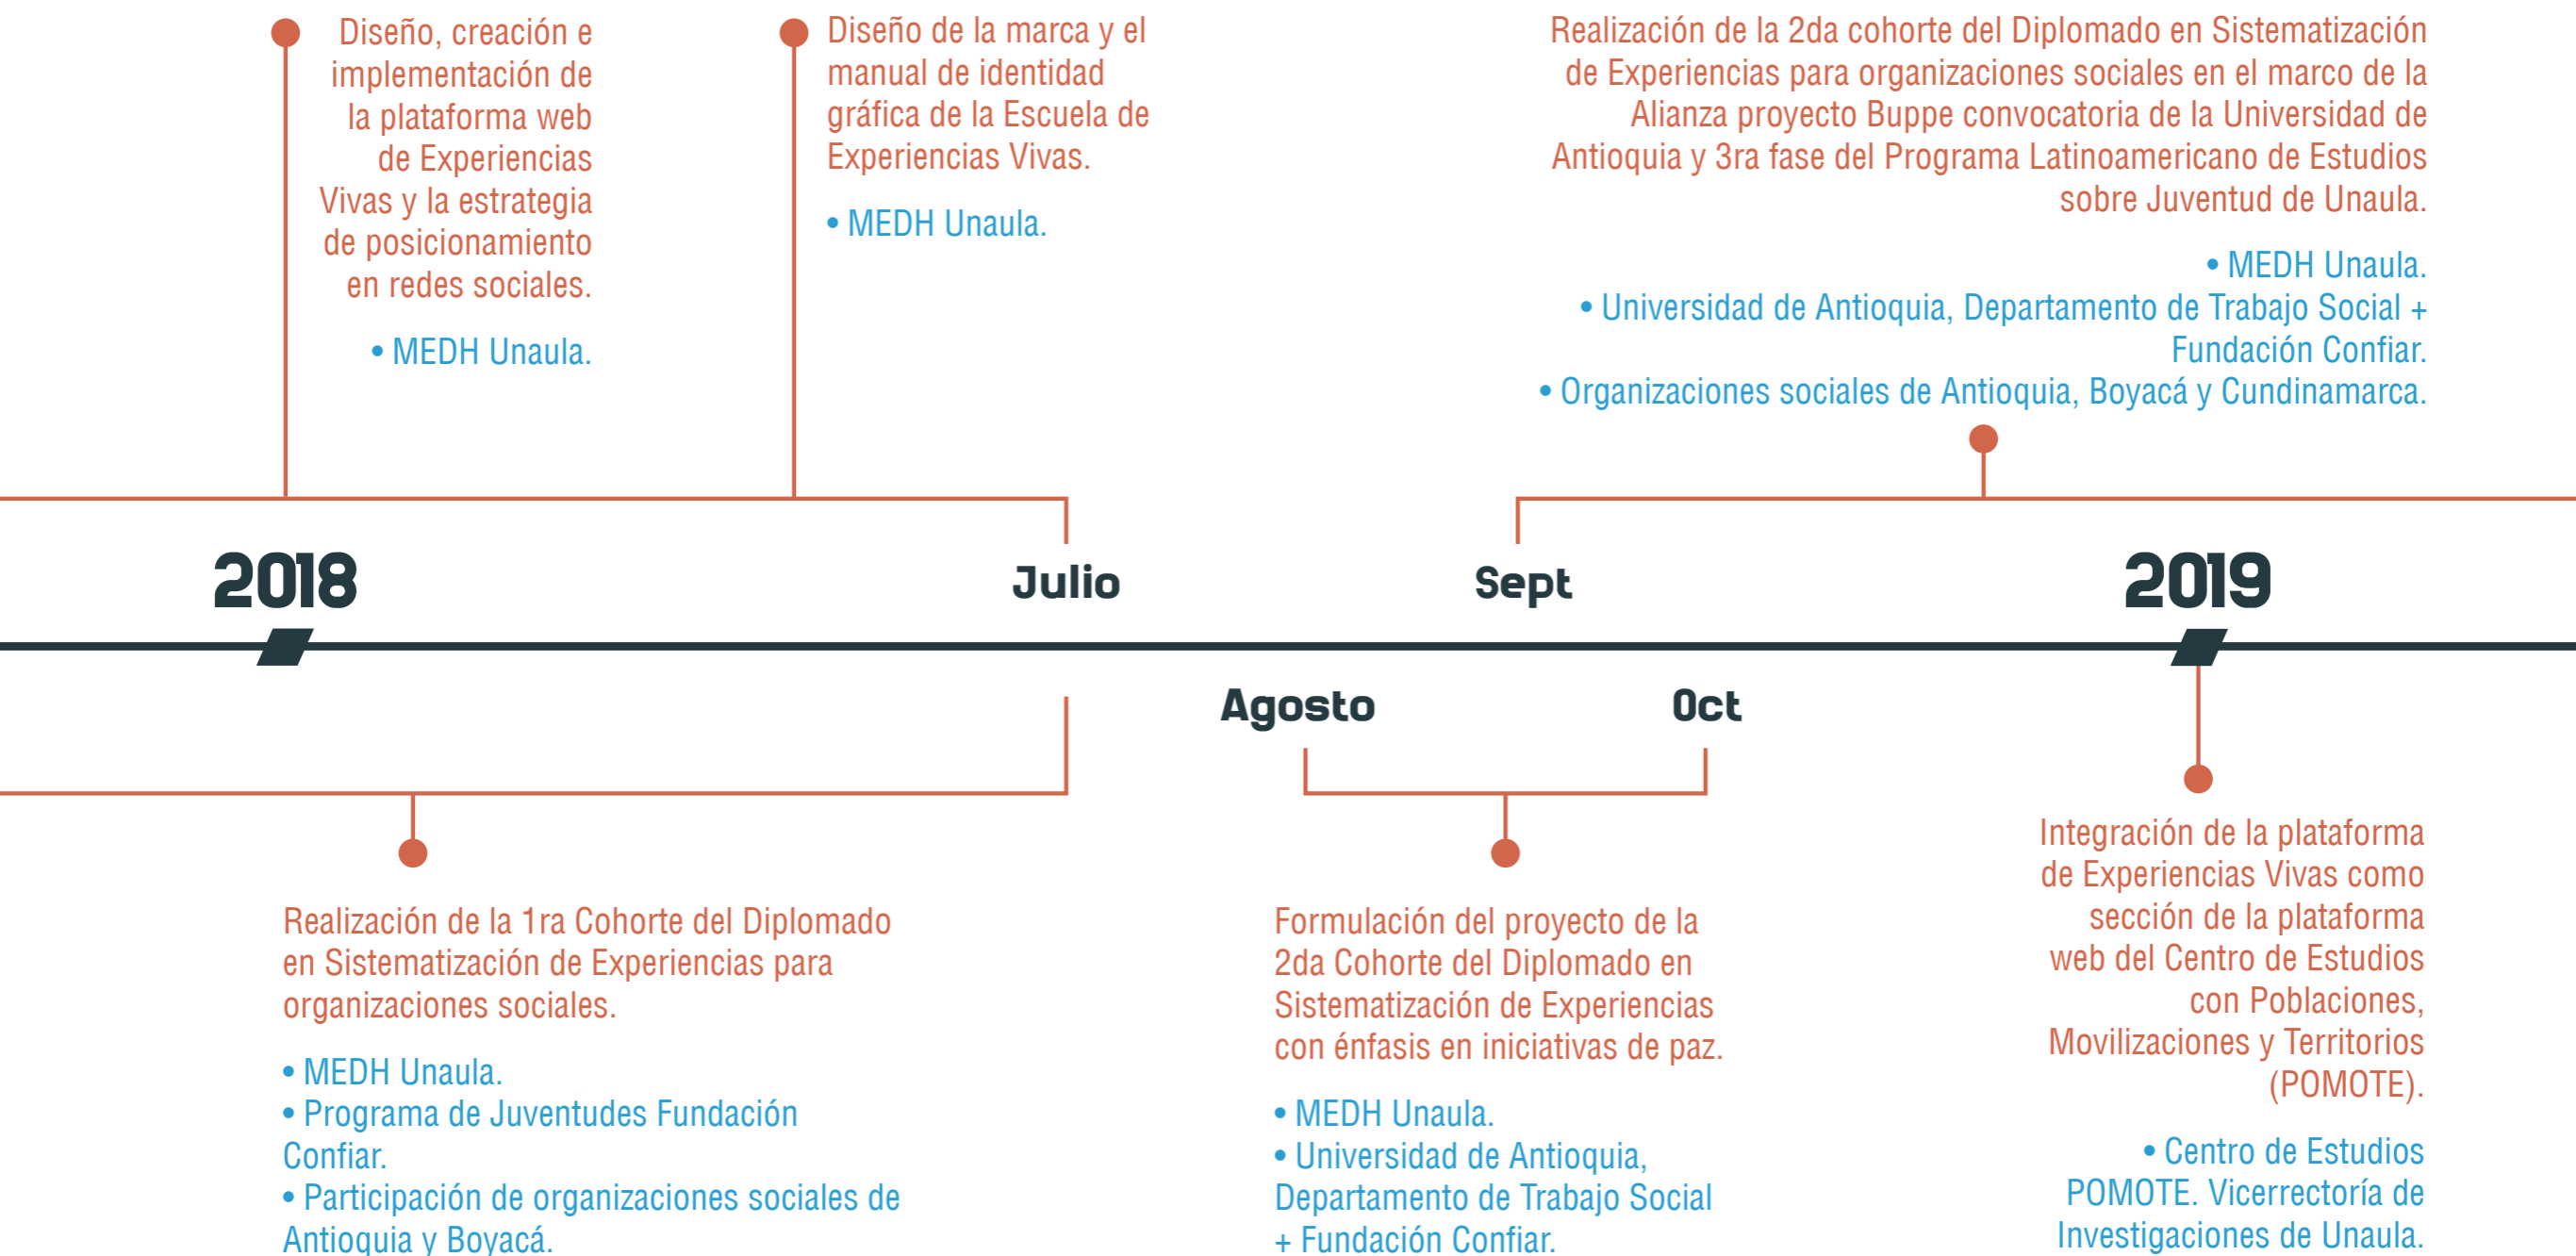 Diseño, creación e
implementación de
la plataforma web
de Experiencias
Vivas y la estrategia
de posicionamiento
en redes sociales.
• MEDH Unaula.
Diseño de la marca y el
manual de identidad
gráfica de la Escuela de
Experiencias Vivas.
• MEDH Unaula.
Realización de la 2da cohorte del Diplomado en Sistematización
de Experiencias para organizaciones sociales en el marco de la
Alianza proyecto Buppe convocatoria de la Universidad de
Antioquia y 3ra fase del Programa Latinoamericano de Estudios
sobre Juventud de Unaula.
• MEDH Unaula.
• Universidad de Antioquia, Departamento de Trabajo Social +
Fundación Confiar.
• Organizaciones sociales de Antioquia, Boyacá y Cundinamarca.
2018
Julio
Sept
2019
Agosto
Oct
Realización de la 1ra Cohorte del Diplomado
en Sistematización de Experiencias para
organizaciones sociales.
• MEDH Unaula.
• Programa de Juventudes Fundación
Confiar.
• Participación de organizaciones sociales de
Antioquia y Boyacá.
Formulación del proyecto de la
2da Cohorte del Diplomado en
Sistematización de Experiencias
con énfasis en iniciativas de paz.
• MEDH Unaula.
• Universidad de Antioquia,
Departamento de Trabajo Social
+ Fundación Confiar.
Integración de la plataforma
de Experiencias Vivas como
sección de la plataforma
web del Centro de Estudios
con Poblaciones,
Movilizaciones y Territorios
(POMOTE).
• Centro de Estudios
POMOTE. Vicerrectoría de
Investigaciones de Unaula.